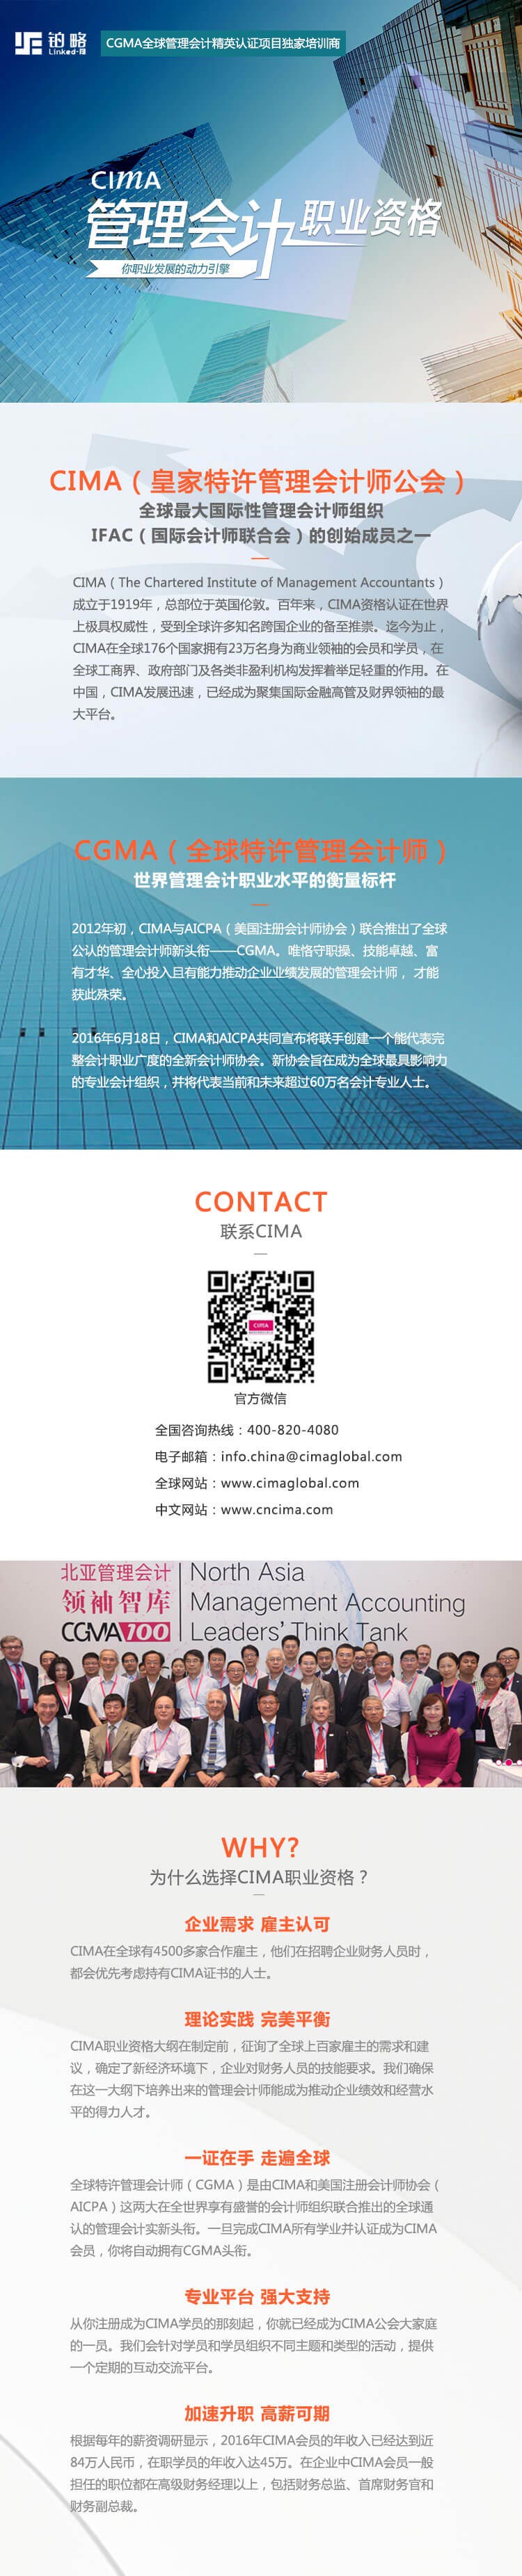 铂略
Linked-F
CGMA全球管理会计精英认证项目独家培训商
CIMA
管理会计职业资格
你职业发展的动力引擎
CIMA（皇家特许管理会计师公会）
全球最大国际性管理会计师组织
IFAC（国际会计师联合会）的创始成员之一
CIMA（The Chartered Institute of Management Accountants）
成立于1919年，总部位于英国伦敦。百年来，CIMA资格认证在世界
上极具权威性，受到全球许多知名跨国企业的备至推崇。迄今为止，
CIMA在全球176个国家拥有23万名身为商业领袖的会员和学员，在
全球工商界、政府部门及各类非盈利机构发挥着举足轻重的作用。在
中国，CIMA发展迅速，已经成为聚集国际金融高管及财界领袖的最
大平台。
CGMA（全球特许管理会计师）
世界管理会计职业水平的衡量标杆
2012年初，CIMA与AICPA（美国注册会计师协会）联合推出了全球
公认的管理会计师新头衔——CGMA。唯恪守职操、技能卓越、富
有才华、全心投入且有能力推动企业业绩发展的管理会计师， 才能
获此殊荣。
2016年6月18日，CIMA和AICPA共同宣布将联手创建一个能代表完
整会计职业广度的全新会计师协会。新协会旨在成为全球最具影响力
的专业会计组织，并将代表当前和未来超过60万名会计专业人士。
CONTACT
联系CIMA
CIMA
官方微信
全国咨询热线：400-820-4080
电子邮箱：info.china@cimaglobal.com
全球网站：www.cimaglobal.com
中文网站：www.cncima.com
北亚管理会计
领袖智库
CGMA100
North Asia
Management Accounting
Leaders' Think Tank
WHY?
为什么选择CIMA职业资格？
企业需求 雇主认可
CIMA在全球有4500多家合作雇主，他们在招聘企业财务人员时，
都会优先考虑持有CIMA证书的人士。
理论实践 完美平衡
CIMA职业资格大纲在制定前，征询了全球上百家雇主的需求和建
议，确定了新经济环境下，企业对财务人员的技能要求。我们确保
在这一大纲下培养出来的管理会计师能成为推动企业绩效和经营水
平的得力人才。
一证在手 走遍全球
全球特许管理会计师（CGMA）是由CIMA和美国注册会计师协会（
AICPA）这两大在全世界享有盛誉的会计师组织联合推出的全球通
认的管理会计实新头衔。一旦完成CIMA所有学业并认证成为CIMA
会员，你将自动拥有CGMA头衔。
专业平台 强大支持
从你注册成为CIMA学员的那刻起，你就已经成为CIMA公会大家庭
的一员。我们会针对学员和学员组织不同主题和类型的活动，提供
一个定期的互动交流平台。
加速升职 高薪可期
根据每年的薪资调研显示，2016年CIMA会员的年收入已经达到近
84万人民币，在职学员的年收入达45万。在企业中CIMA会员一般
担任的职位都在高级财务经理以上，包括财务总监、首席财务官和
财务副总裁。